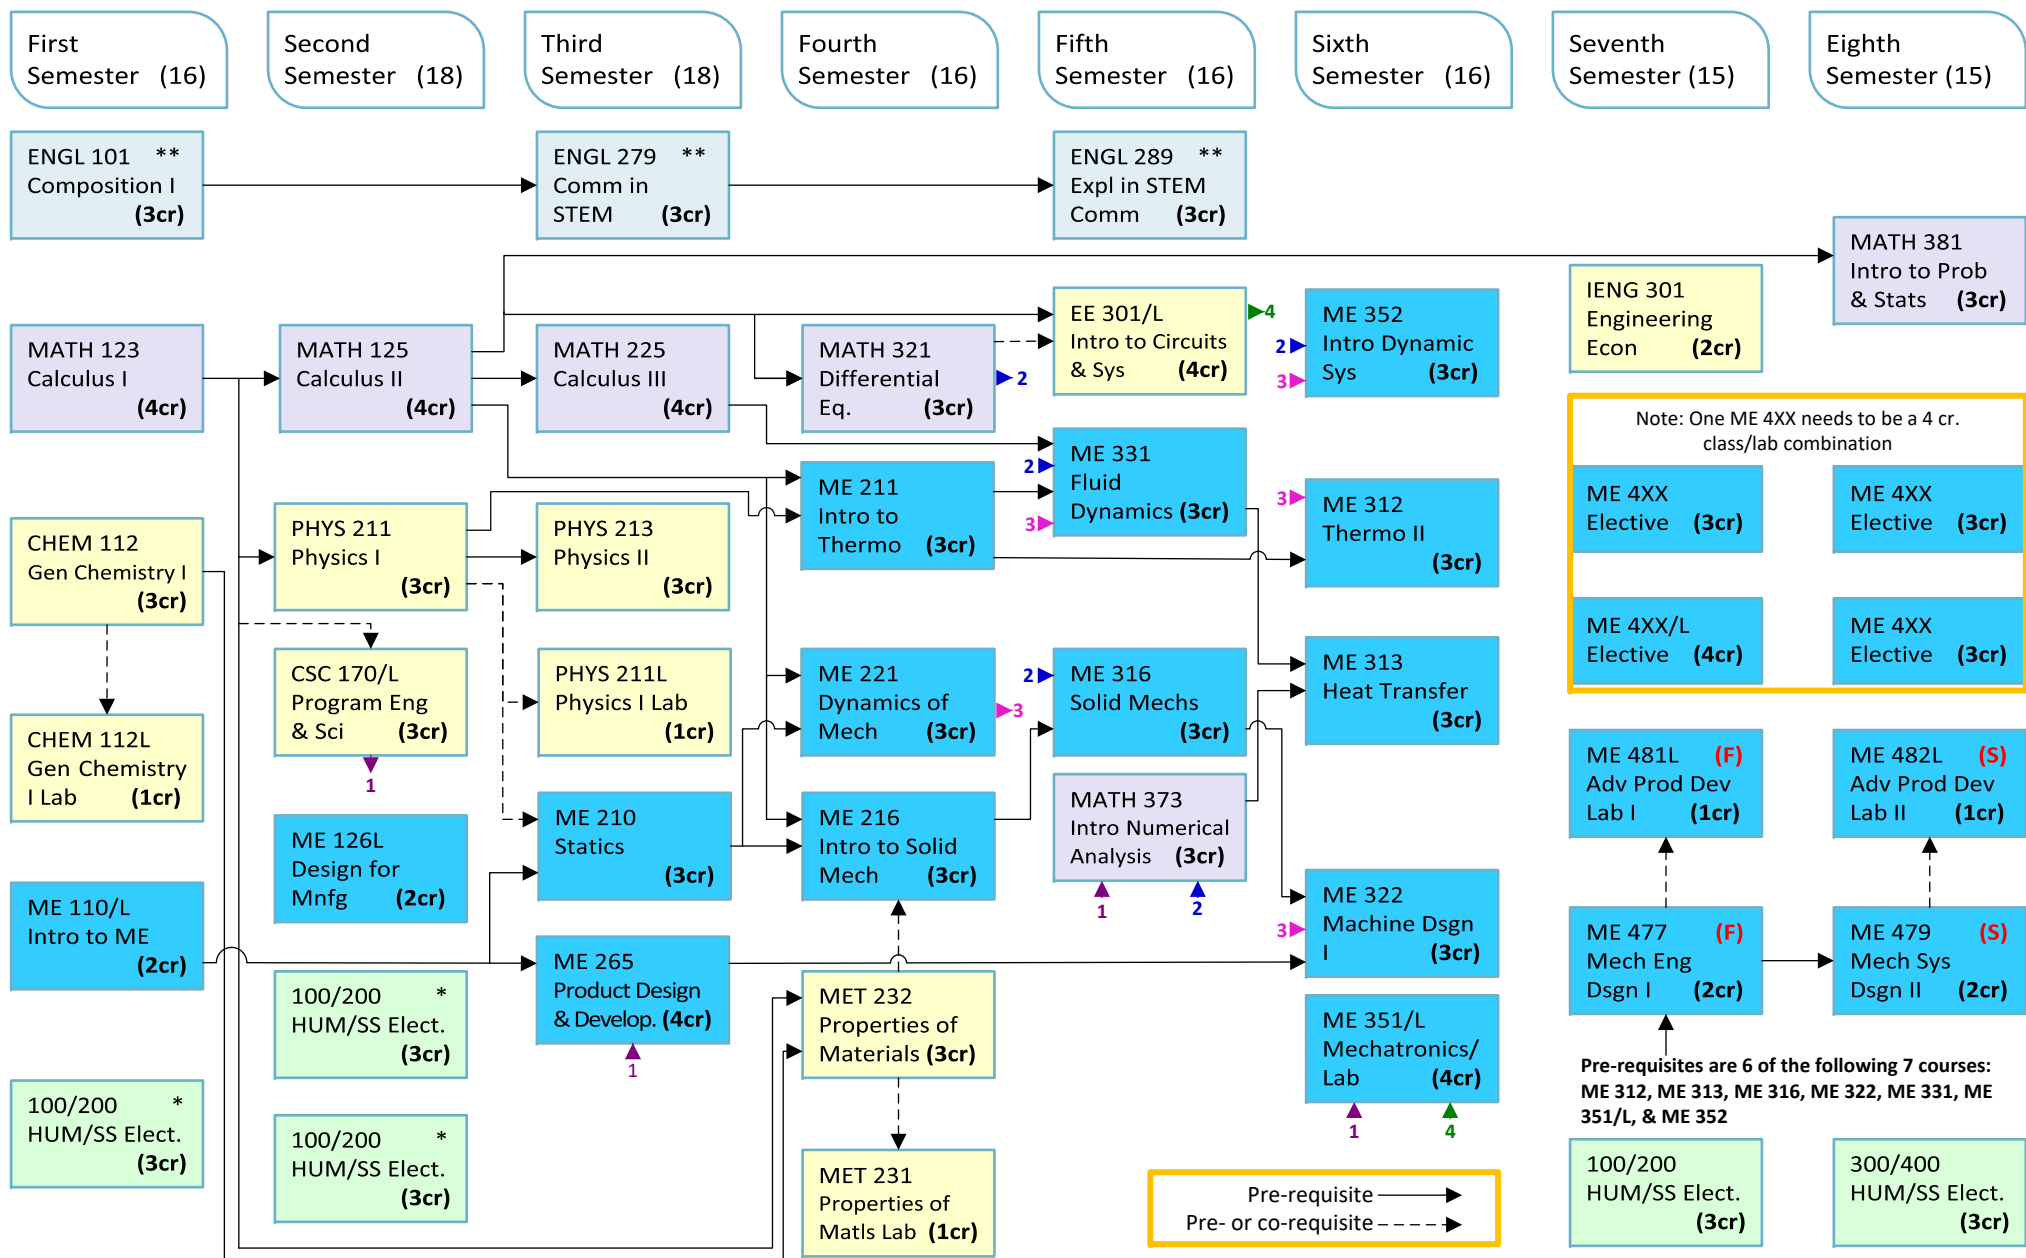 First
Semester (16)
Second
Semester (18)
Third
Semester (18)
Fourth
Semester (16)
Fifth
Semester (16)
Sixth
Semester (16)
Seventh
Semester (15)
Eighth
Semester (15)
ENGL 101 **
Composition I
(3cr)
ENGL 279 **
Comm in
STEM (3cr)
ENGL 289 **
Expl in STEM
Comm (3cr)
MATH 381
Intro to Prob
& Stats (3cr)
IENG 301
Engineering
Econ (2cr)
MATH 123
Calculus I
(4cr)
MATH 125
Calculus II
(4cr)
MATH 225
Calculus III
(4cr)
MATH 321
Differential
Eq. (3cr)
2
EE 301/L
Intro to Circuits
& Sys (4cr)
4
2
3
ME 352
Intro Dynamic
Sys (3cr)
Note: One ME 4XX needs to be a 4 cr.
class/lab combination
ME 4XX
Elective (3cr)
ME 4XX
Elective (3cr)
ME 4XX/L
Elective (4cr)
ME 4XX
Elective (3cr)
ME 211
Intro to
Thermo (3cr)
2
3
ME 331
Fluid
Dynamics (3cr)
3
ME 312
Thermo II
(3cr)
CHEM 112
Gen Chemistry I
(3cr)
PHYS 211
Physics I
(3cr)
PHYS 213
Physics II
(3cr)
CSC 170/L
Program Eng
& Sci (3cr)
1
PHYS 211L
Physics I Lab
(1cr)
ME 221
Dynamics of
Mech (3cr)
3
2
ME 316
Solid Mechs
(3cr)
ME 313
Heat Transfer
(3cr)
CHEM 112L
Gen Chemistry
I Lab (1cr)
ME 126L
Design for
Mnfg (2cr)
ME 210
Statics
(3cr)
ME 216
Intro to Solid
Mech (3cr)
MATH 373
Intro Numerical
Analysis (3cr)
1
2
ME 481L (F)
Adv Prod Dev
Lab I (1cr)
ME 482L (S)
Adv Prod Dev
Lab II (1cr)
ME 110/L
Intro to ME
(2cr)
ME 265
Product Design
& Develop. (4cr)
1
3
ME 322
Machine Dsgn
I (3cr)
ME 477 (F)
Mech Eng
Dsgn I (2cr)
ME 479 (S)
Mech Sys
Dsgn II (2cr)
100/200 *
HUM/SS Elect.
(3cr)
MET 232
Properties of
Materials (3cr)
ME 351/L
Mechatronics/
Lab (4cr)
1
4
Pre-requisites are 6 of the following 7 courses:
ME 312, ME 313, ME 316, ME 322, ME 331, ME
351/L, & ME 352
100/200 *
HUM/SS Elect.
(3cr)
100/200 *
HUM/SS Elect.
(3cr)
MET 231
Properties of
Matls Lab (1cr)
Pre-requisite
Pre- or co-requisite
100/200
HUM/SS Elect.
(3cr)
300/400
HUM/SS Elect.
(3cr)